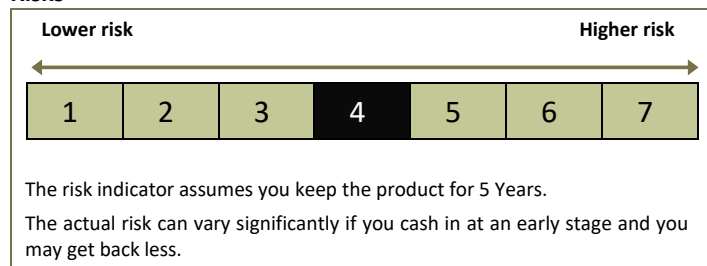 Lower risk Higher risk
1 2 3 4 5 6 7
The risk indicator assumes you keep the product for 5 Years.
The actual risk can vary significantly if you cash in at an early stage and you
may get back less.